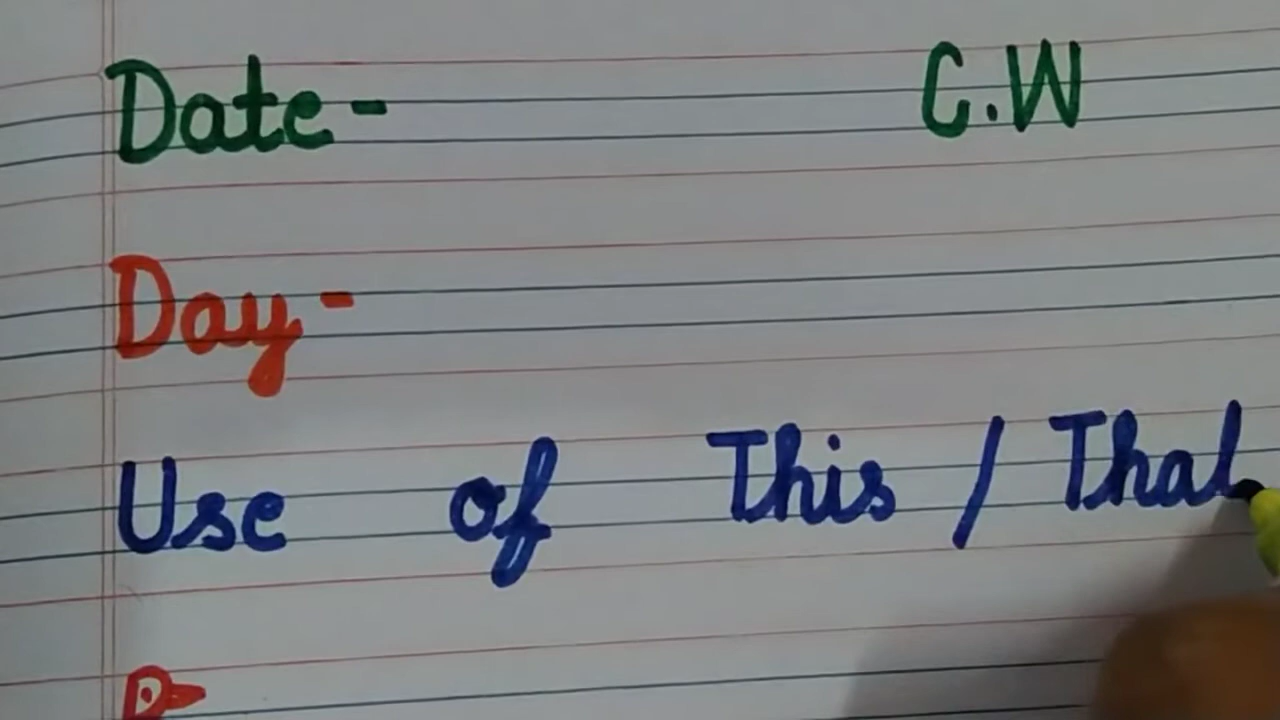 Date- C.W
Day-
Use of This / That